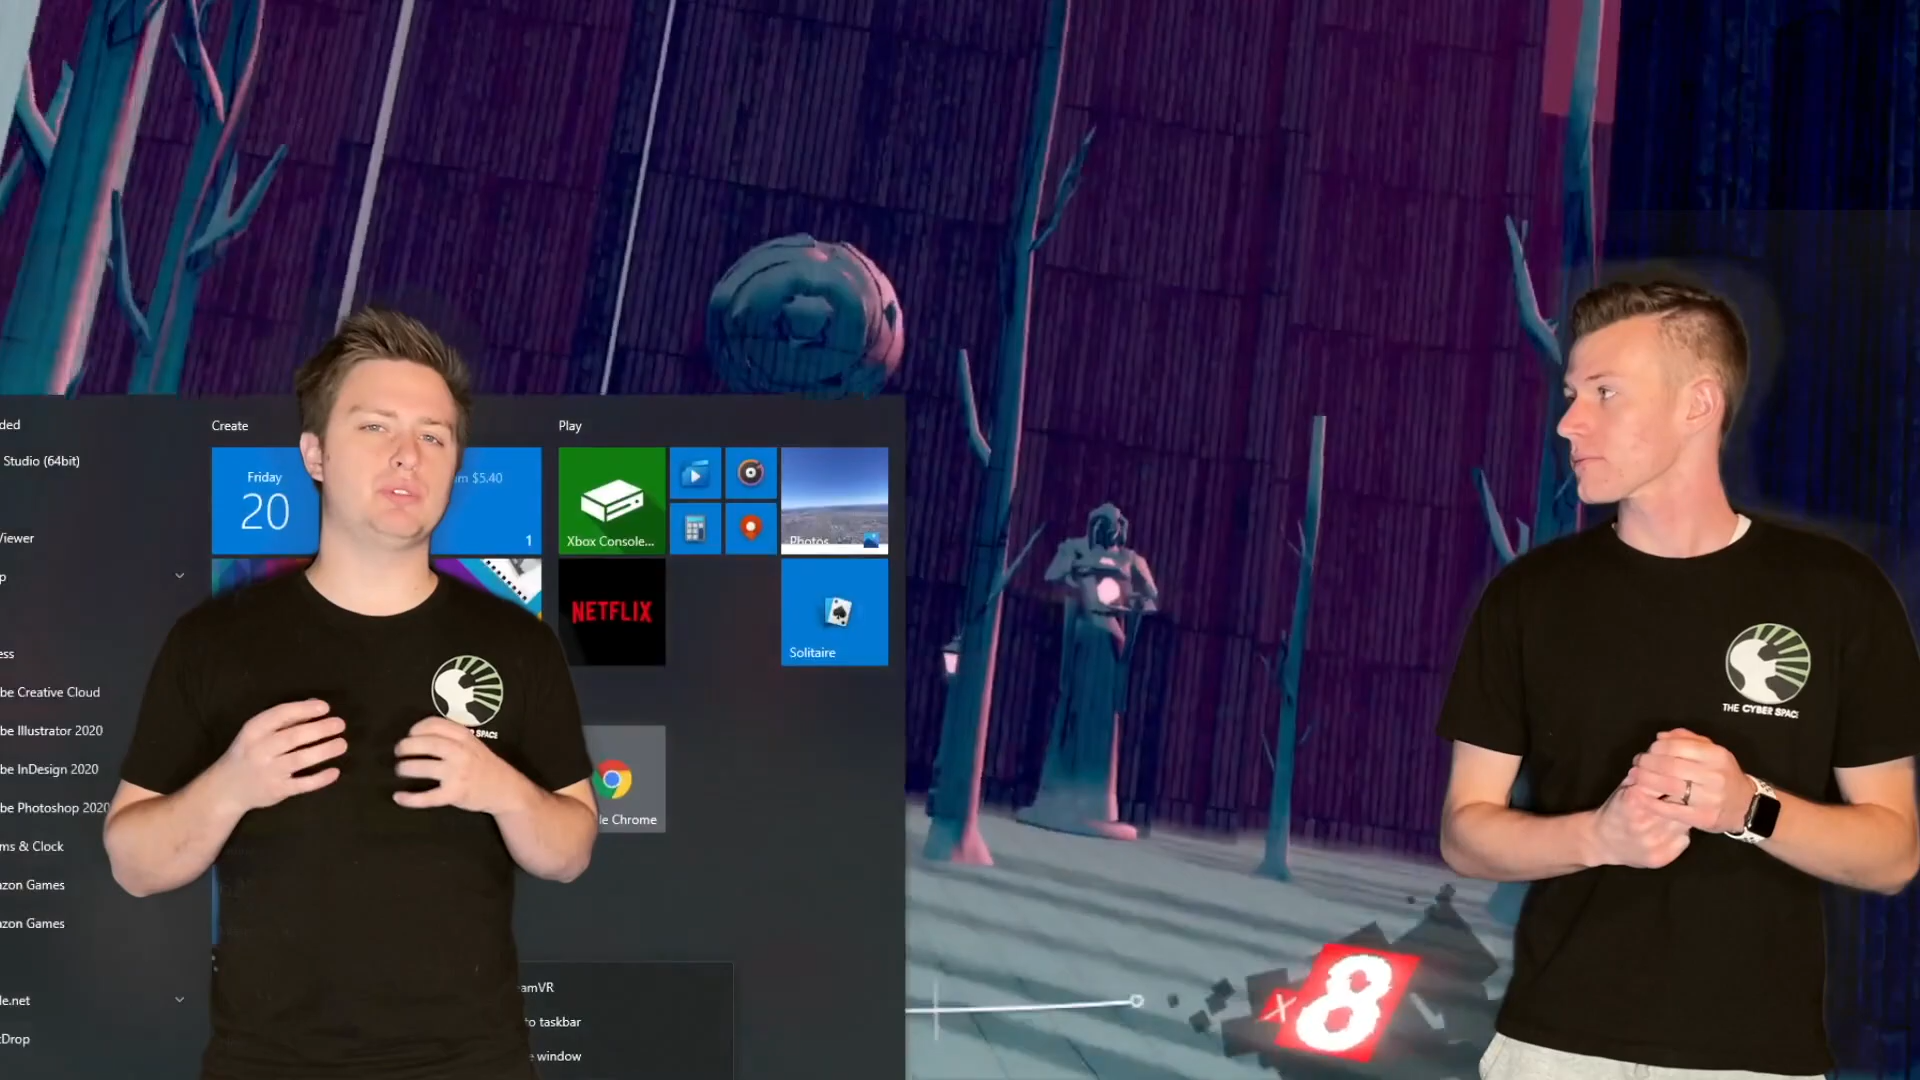 ded
Create
Play
Studio (64bit)
Friday
20
m $5.40
1
Xbox Console...
Photos
Viewer
p
NETFLIX
Solitaire
ess
be Creative Cloud
be Illustrator 2020
be InDesign 2020
be Photoshop 2020
ms & Clock
le Chrome
zon Games
zon Games
SPACE
THE CYBER SPACE
amVR
le.net
to taskbar
Drop
window
x8